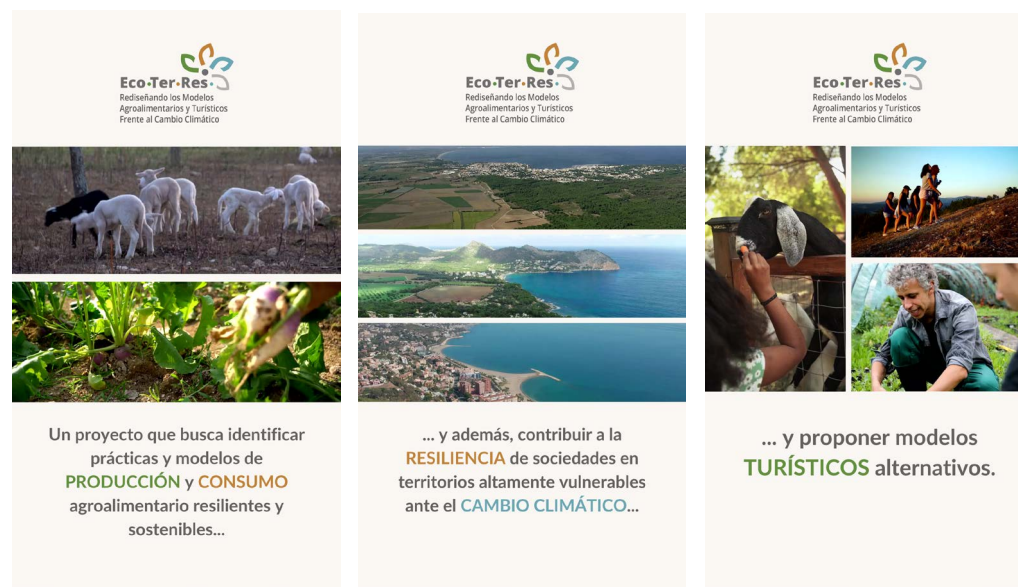 Eco•Ter•Res•
Rediseñando los Modelos
Agroalimentarios y Turísticos
Frente al Cambio Climático
Un proyecto que busca identificar
prácticas y modelos de
PRODUCCIÓN y CONSUMO
agroalimentario resilientes y
sostenibles...
Eco•Ter•Res•
Rediseñando los Modelos
Agroalimentarios y Turísticos
Frente al Cambio Climático
... y además, contribuir a la
RESILIENCIA de sociedades en
territorios altamente vulnerables
ante el CAMBIO CLIMÁTICO...
Eco•Ter•Res•
Rediseñando los Modelos
Agroalimentarios y Turísticos
Frente al Cambio Climático
... y proponer modelos
TURÍSTICOS alternativos.